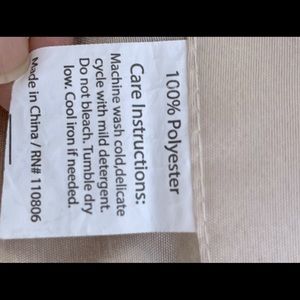 100% Polyester
Care Instructions:
Machine wash cold,delicate
cycle with mild detergent.
Do not bleach. Tumble dry
low. Cool iron if needed.
Made in China / RN# 110806